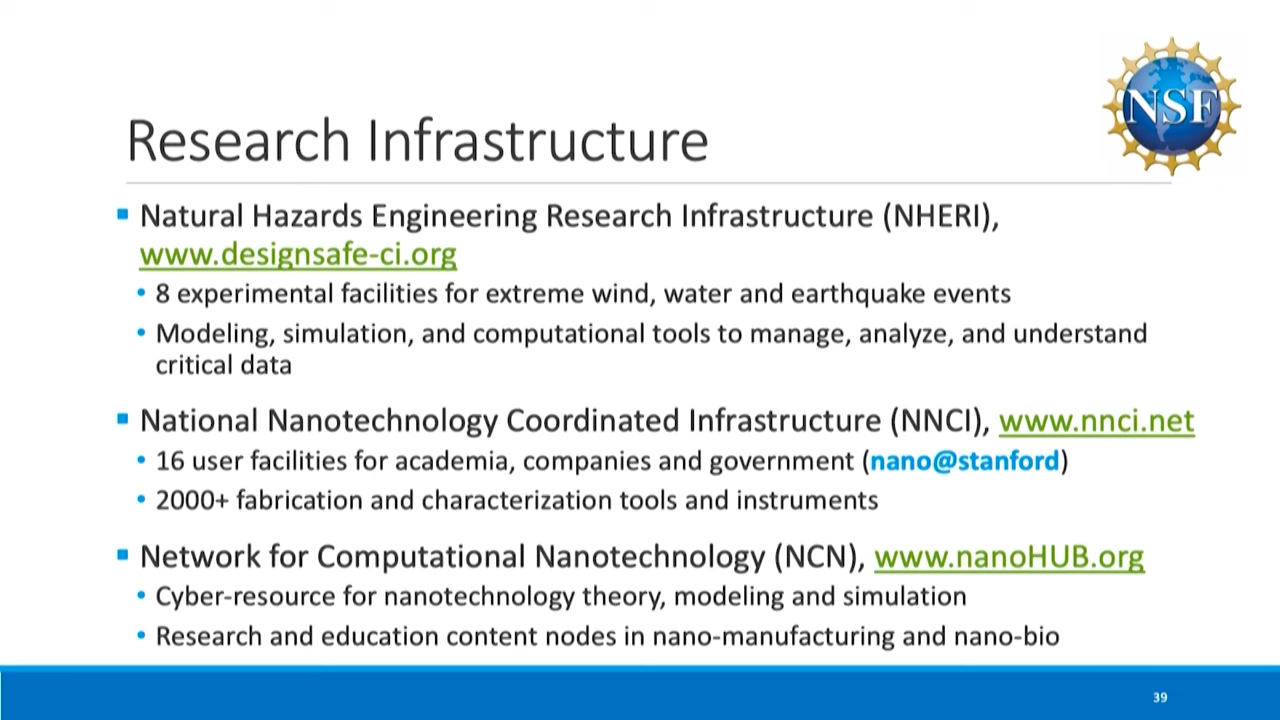 NSF
Research Infrastructure
▪ Natural Hazards Engineering Research Infrastructure (NHERI),
www.designsafe-ci.org
• 8 experimental facilities for extreme wind, water and earthquake events
• Modeling, simulation, and computational tools to manage, analyze, and understand
critical data
▪ National Nanotechnology Coordinated Infrastructure (NNCI), www.nnci.net
• 16 user facilities for academia, companies and government (nano@stanford)
• 2000+ fabrication and characterization tools and instruments
▪ Network for Computational Nanotechnology (NCN), www.nanoHUB.org
• Cyber-resource for nanotechnology theory, modeling and simulation
• Research and education content nodes in nano-manufacturing and nano-bio
39